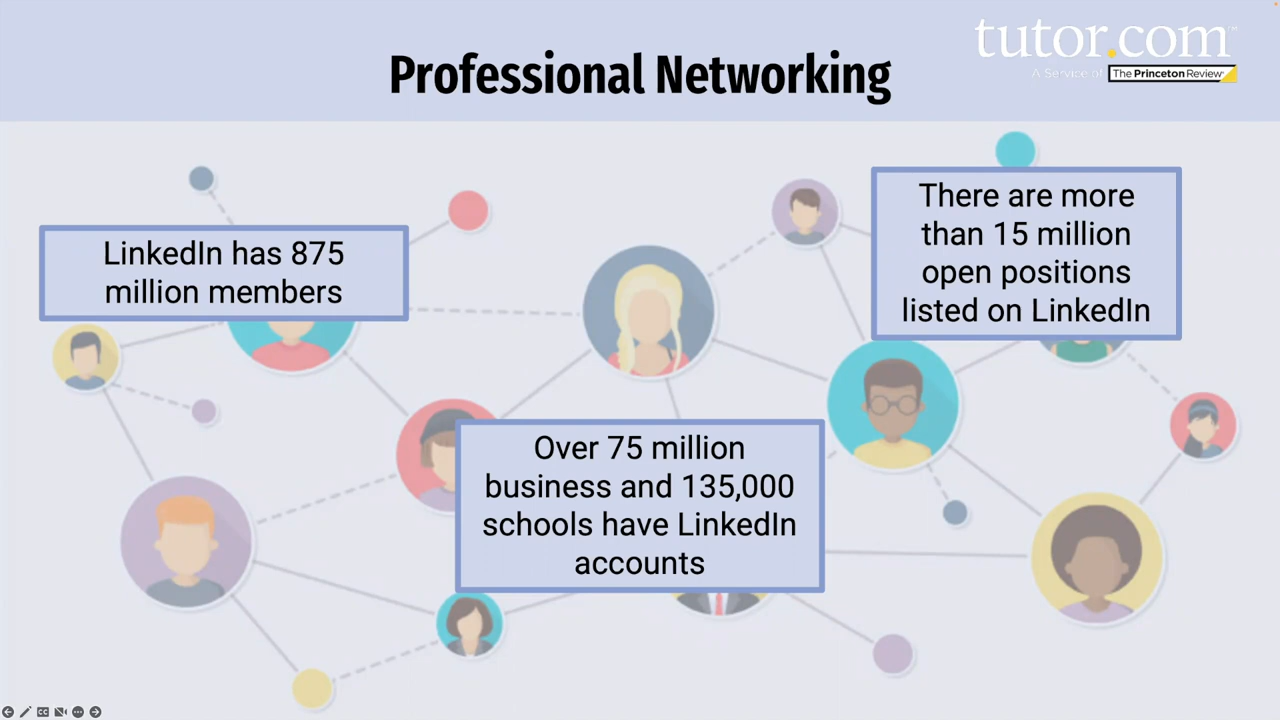 Professional Networking
tutor.com
A Service of The Princeton Review
LinkedIn has 875
million members
There are more
than 15 million
open positions
listed on LinkedIn
Over 75 million
business and 135,000
schools have LinkedIn
accounts